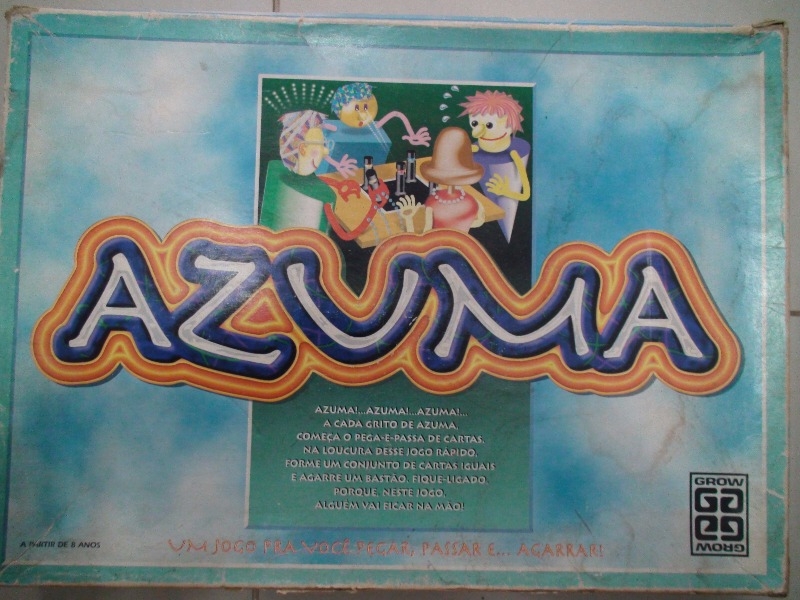 AZUMA
AZUMA!...AZUMA!...AZUMA!...
A CADA GRITO DE AZUMA,
COMEÇA O PEGA-E-PASSA DE CARTAS.
NA LOUCURA DESSE JOGO RÁPIDO,
FORME UM CONJUNTO DE CARTAS IGUAIS
E AGARRE UM BASTÃO. FIQUE-LIGADO,
PORQUE, NESTE JOGO,
ALGUÉM VAI FICAR NA MÃO!
GROW
GROW
A PARTIR DE 8 ANOS
UM JOGO PRA VOCÊ PEGAR, PASSAR E... AGARRAR!